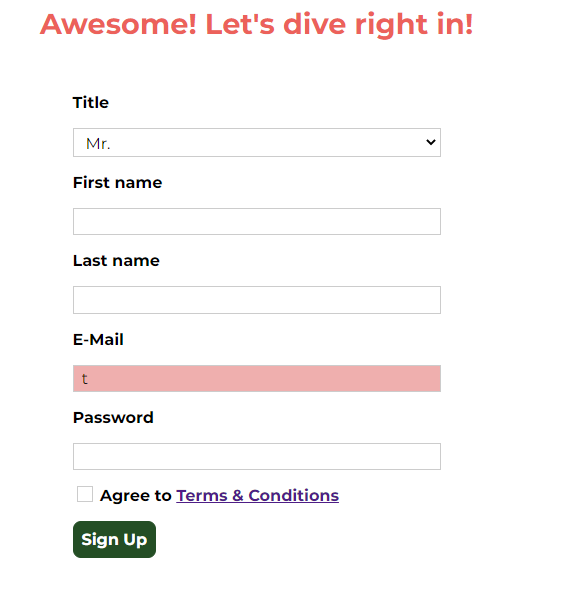 Awesome! Let's dive right in!
Title
Mr.
First name
Last name
E-Mail
t
Password
Agree to Terms & Conditions
Sign Up